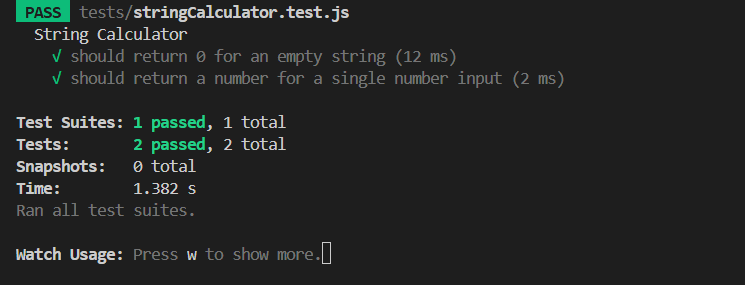 PASS tests/stringCalculator.test.js
String Calculator
√ should return 0 for an empty string (12 ms)
√ should return a number for a single number input (2 ms)
Test Suites: 1 passed, 1 total
Tests: 2 passed, 2 total
Snapshots: 0 total
Time: 1.382 s
Ran all test suites.
Watch Usage: Press w to show more.